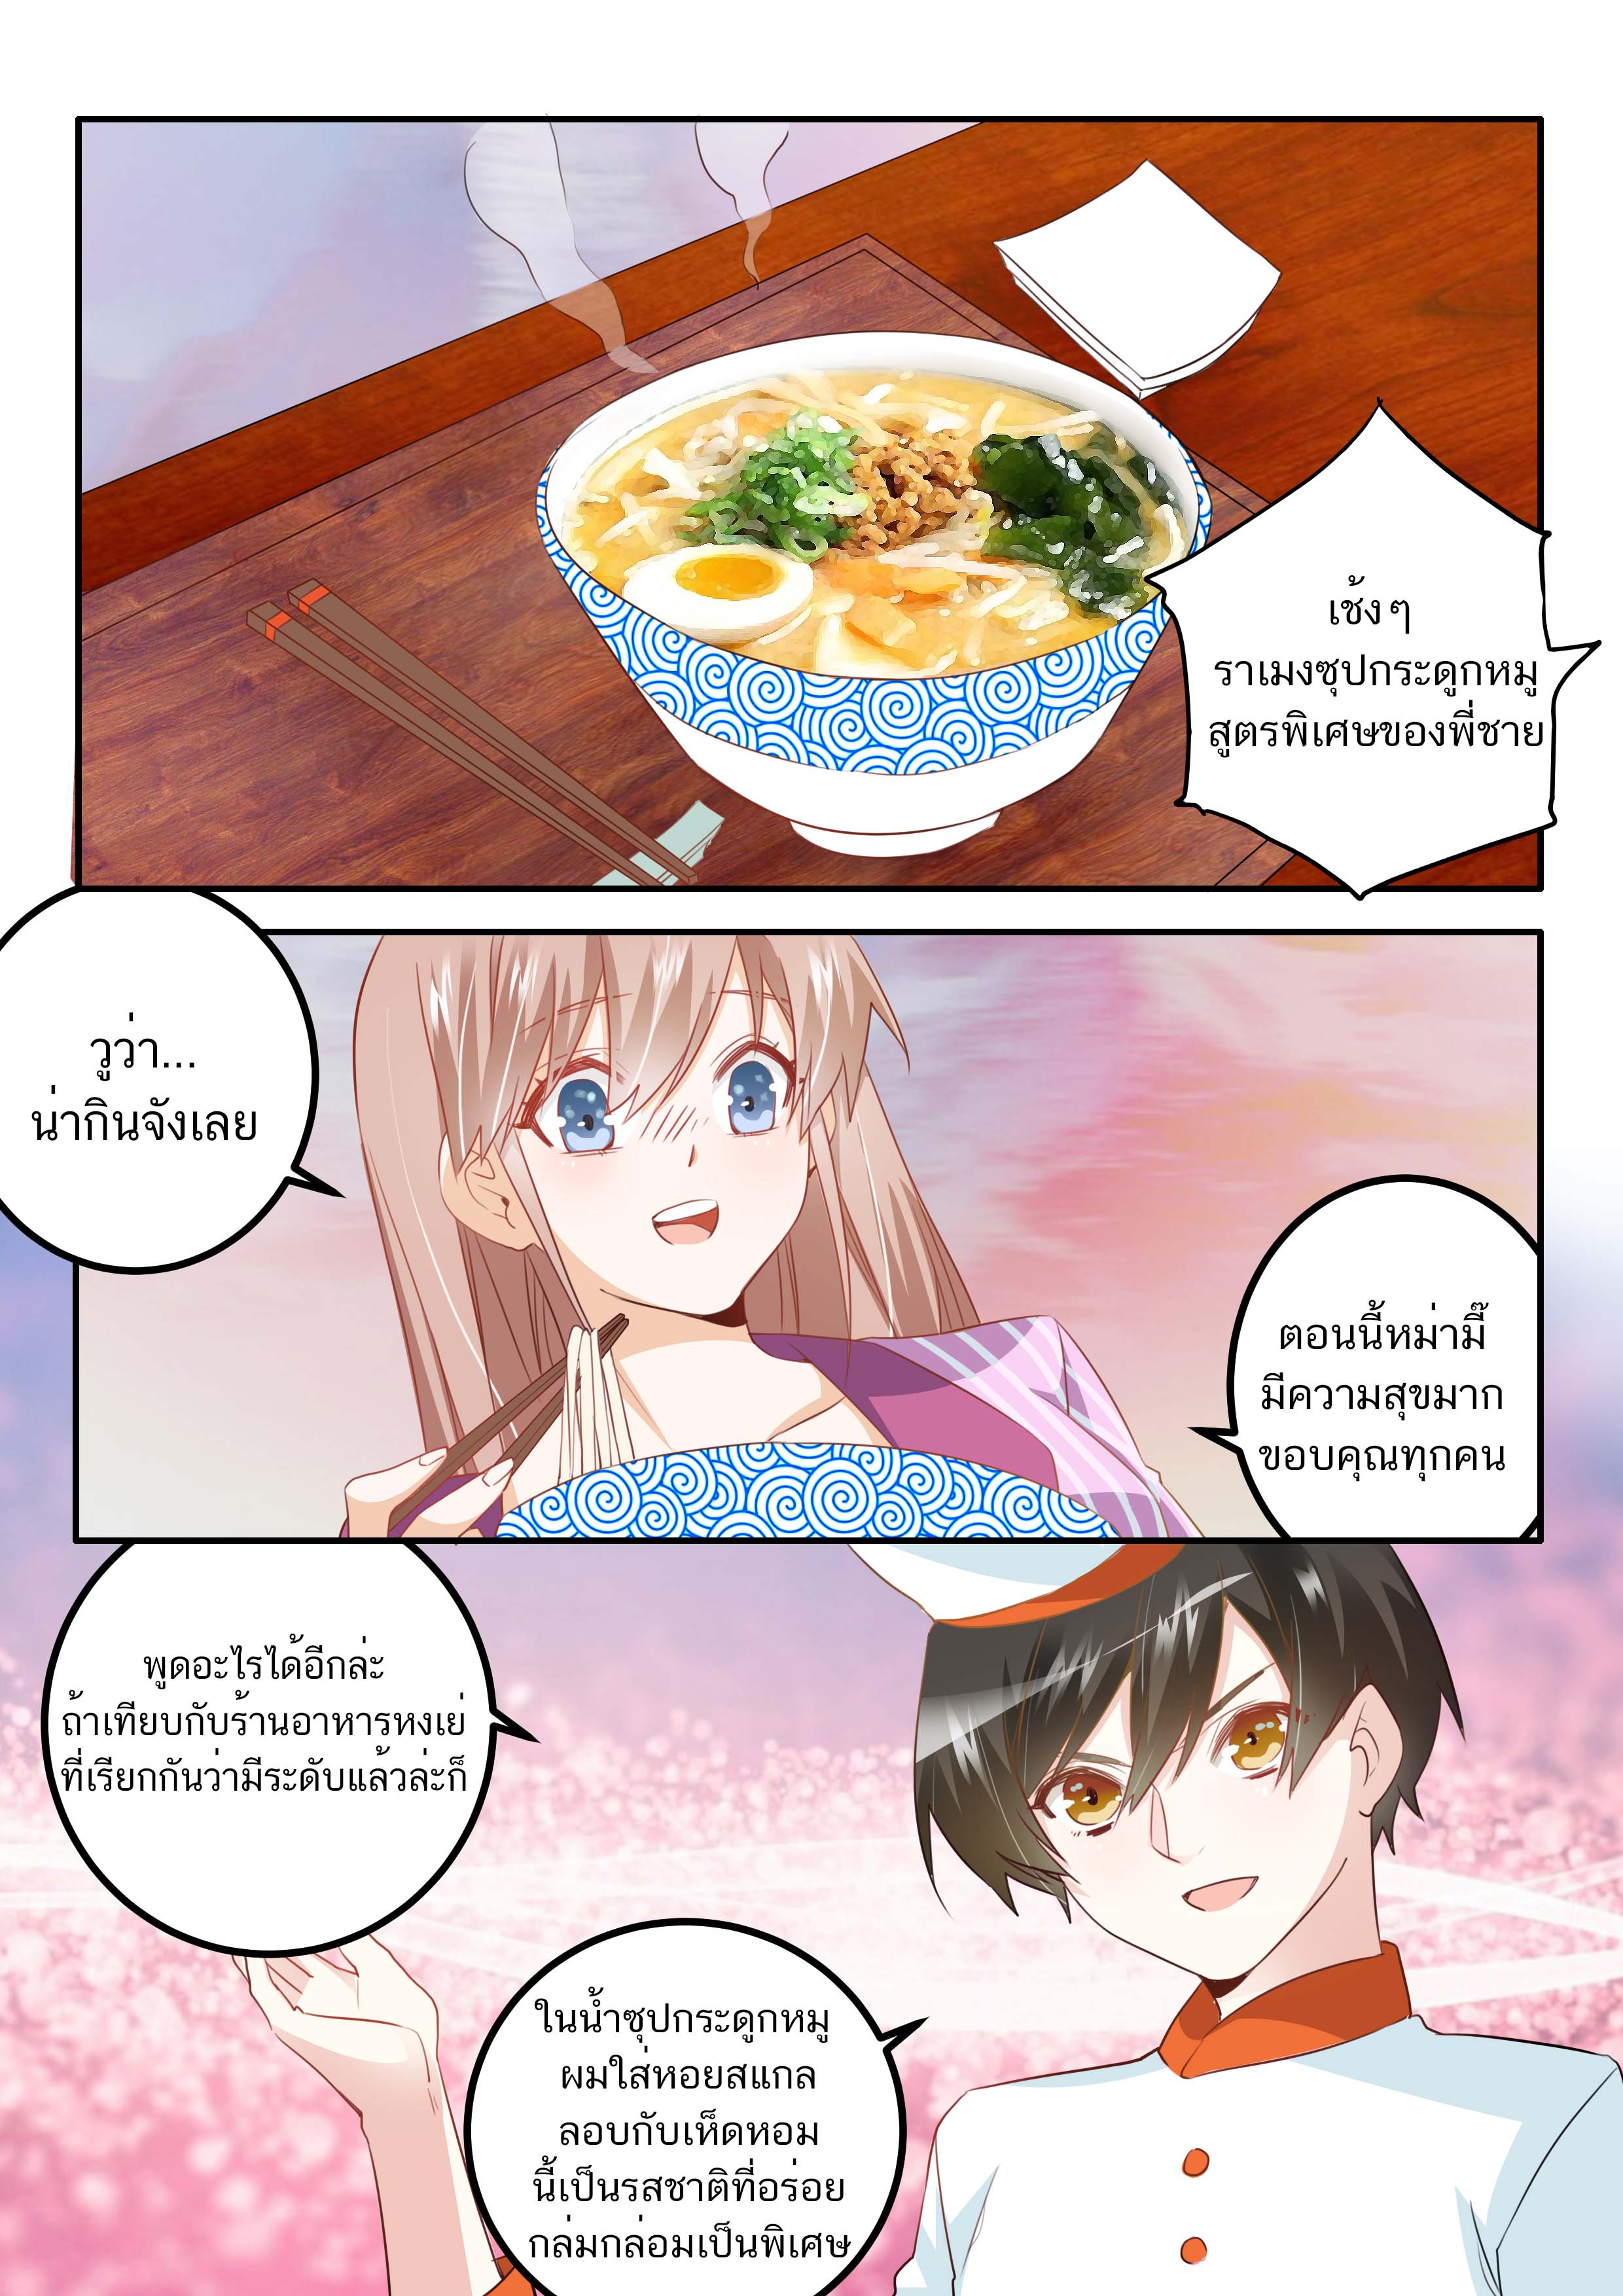 เช้ง ๆ
ราเมงซุปกระดูกหมู
สูตรพิเศษของพี่ชาย
วูว่า...
น่ากินจังเลย
ตอนนี้หม่ามี๊
มีความสุขมาก
ขอบคุณทุกคน
พูดอะไรได้อีกล่ะ
ถ้าเทียบกับร้านอาหารหงเย่
ที่เรียกกันว่ามีระดับแล้วล่ะก็
ในน้ำซุปกระดูกหมู
ผมใส่หอยสแกล
ลอบกับเห็ดหอม
นี้เป็นรสชาติที่อร่อย
กล่มกล่อมเป็นพิเศษ